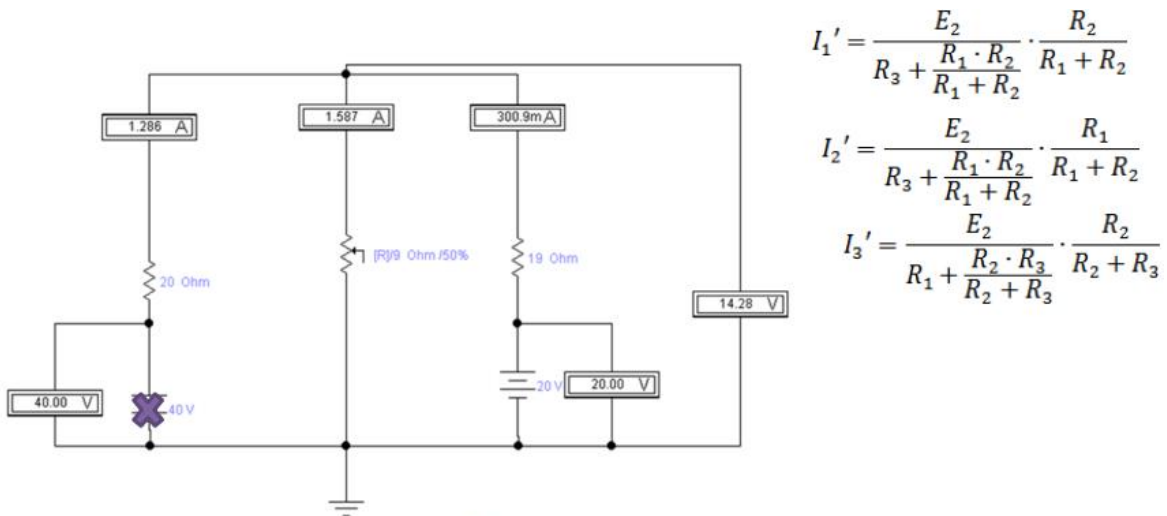 1.286 A
1.587 A
300.9m A
20 Ohm
[R]/9 Ohm /50%
19 Ohm
14.28 V
40.00 V
40 V
20 V
20.00 V
I₁′ = E₂ / (R₃ + (R₁ · R₂)/(R₁ + R₂)) · R₂/(R₁ + R₂)
I₂′ = E₂ / (R₃ + (R₁ · R₂)/(R₁ + R₂)) · R₁/(R₁ + R₂)
I₃′ = E₂ / (R₁ + (R₂ · R₃)/(R₂ + R₃)) · R₂/(R₂ + R₃)